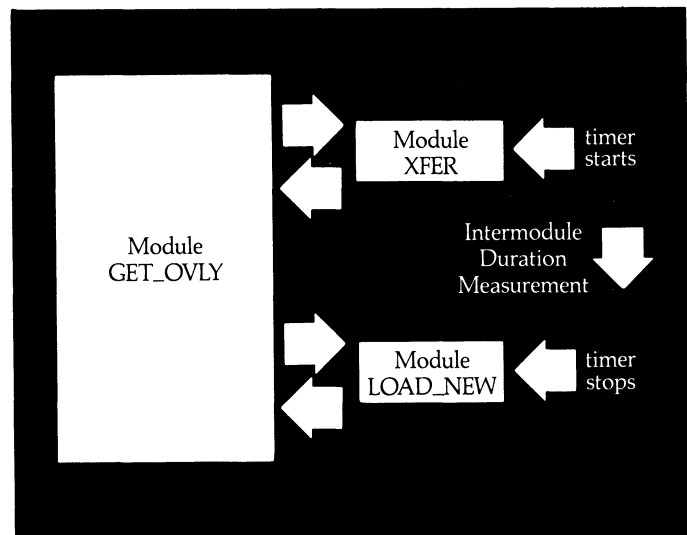 Module
GET_OVLY
Module
XFER
timer
starts
Intermodule
Duration
Measurement
Module
LOAD_NEW
timer
stops